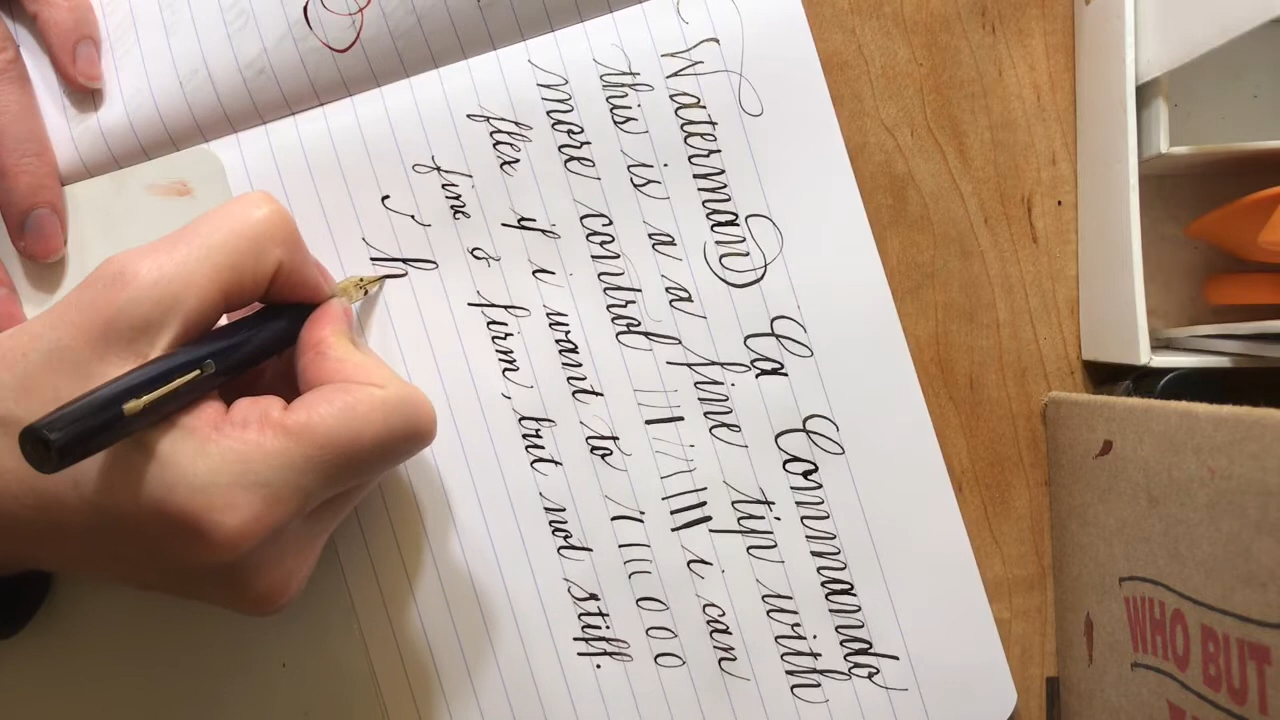 Waterman Ca Commando
this is a a fine tip with
more control i can
flex if i want to
fine & firm, but not stiff.
WHO BUT